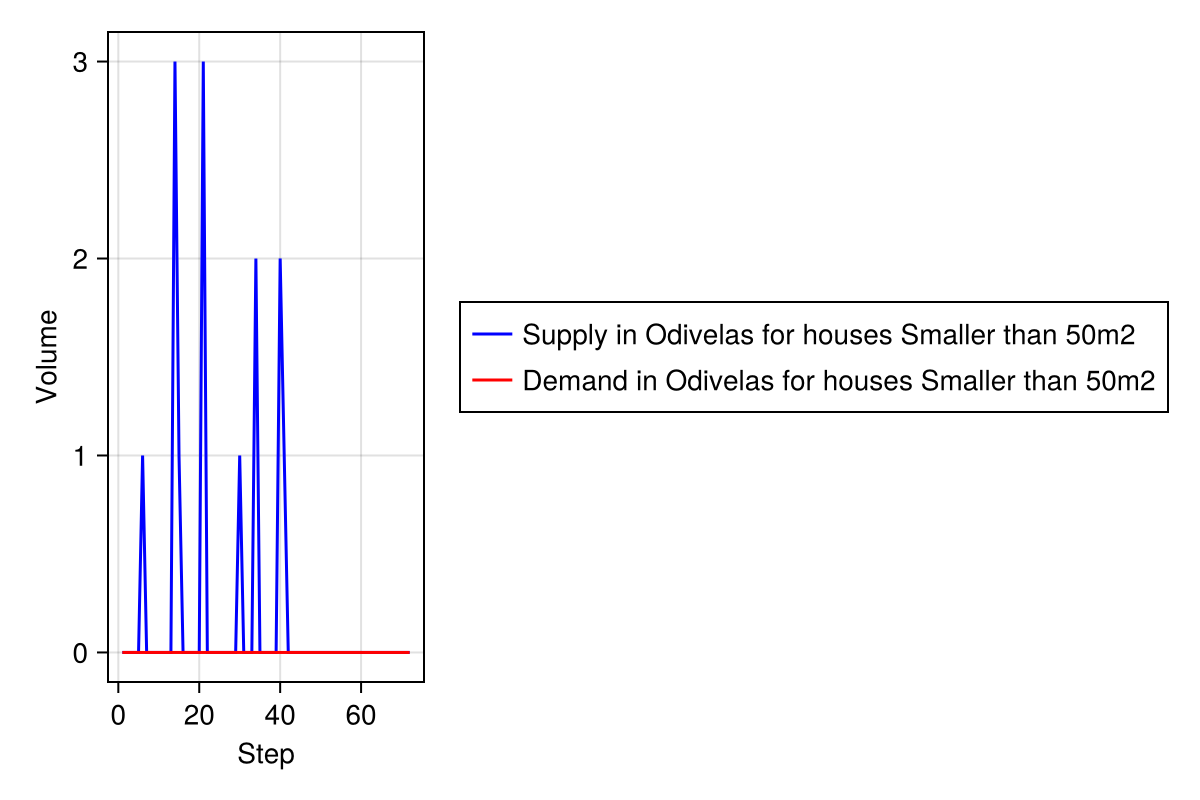 3
2
1
0
Volume
0 20 40 60
Step
Supply in Odivelas for houses Smaller than 50m2
Demand in Odivelas for houses Smaller than 50m2